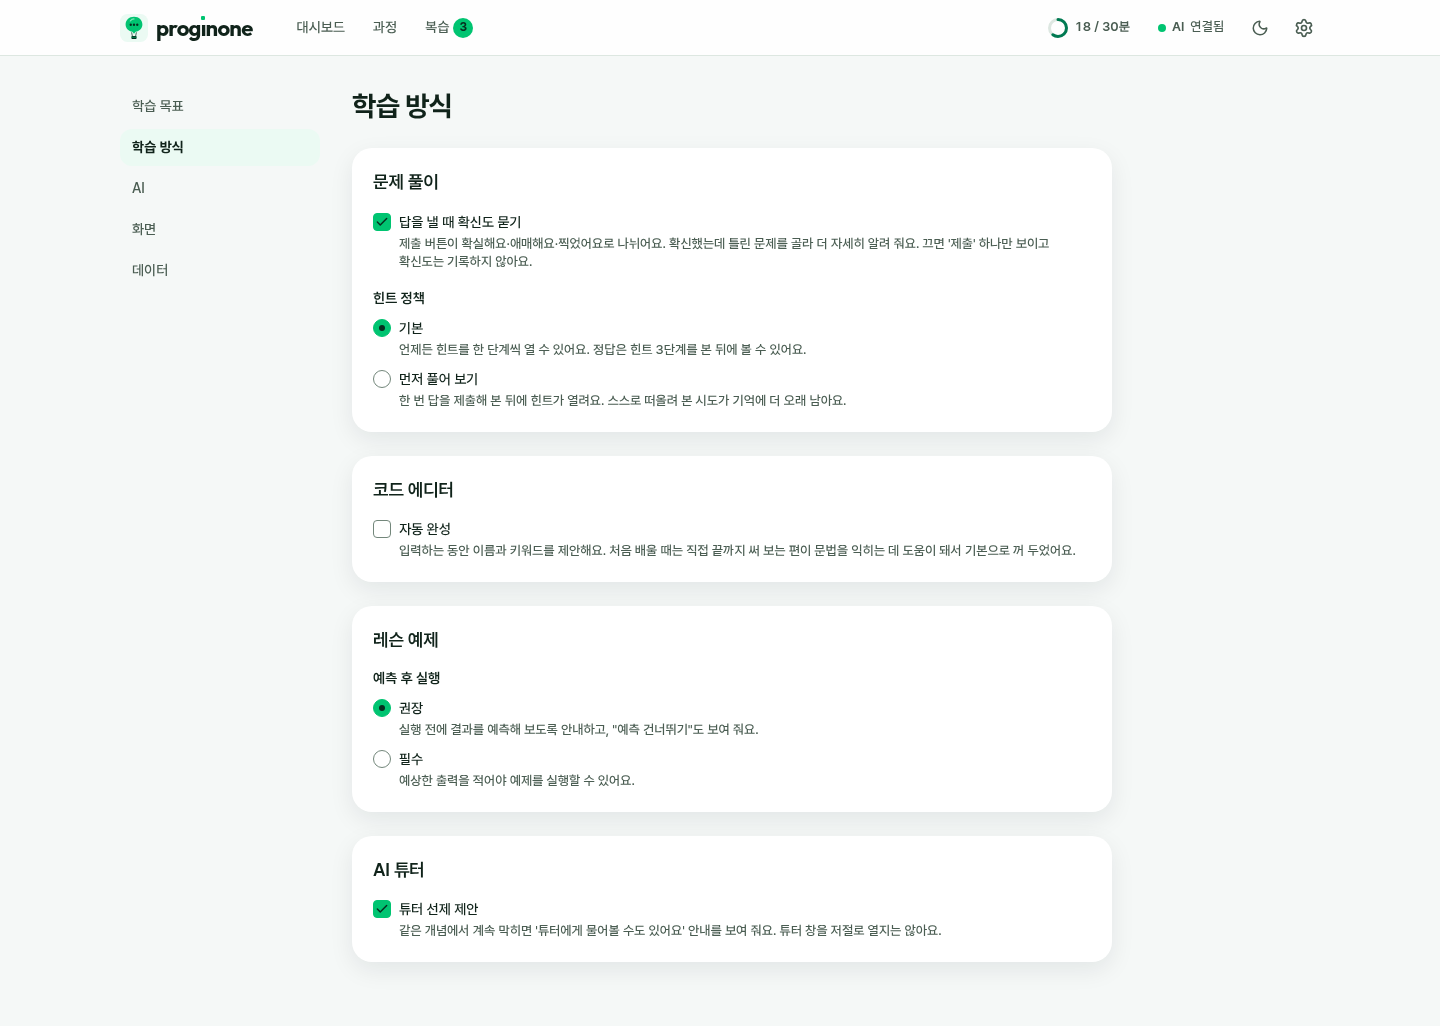 proginone
대시보드
과정
복습 3
18 / 30분
AI 연결됨
학습 목표
학습 방식
AI
화면
데이터
학습 방식
문제 풀이
답을 낼 때 확신도 묻기
제출 버튼이 확실해요·애매해요·찍었어요로 나뉘어요. 확신했는데 틀린 문제를 골라 더 자세히 알려 줘요. 끄면 '제출' 하나만 보이고
확신도는 기록하지 않아요.
힌트 정책
기본
언제든 힌트를 한 단계씩 열 수 있어요. 정답은 힌트 3단계를 본 뒤에 볼 수 있어요.
먼저 풀어 보기
한 번 답을 제출해 본 뒤에 힌트가 열려요. 스스로 떠올려 본 시도가 기억에 더 오래 남아요.
코드 에디터
자동 완성
입력하는 동안 이름과 키워드를 제안해요. 처음 배울 때는 직접 끝까지 써 보는 편이 문법을 익히는 데 도움이 돼서 기본으로 꺼 두었어요.
레슨 예제
예측 후 실행
권장
실행 전에 결과를 예측해 보도록 안내하고, "예측 건너뛰기"도 보여 줘요.
필수
예상한 출력을 적어야 예제를 실행할 수 있어요.
AI 튜터
튜터 선제 제안
같은 개념에서 계속 막히면 '튜터에게 물어볼 수도 있어요' 안내를 보여 줘요. 튜터 창을 저절로 열지는 않아요.